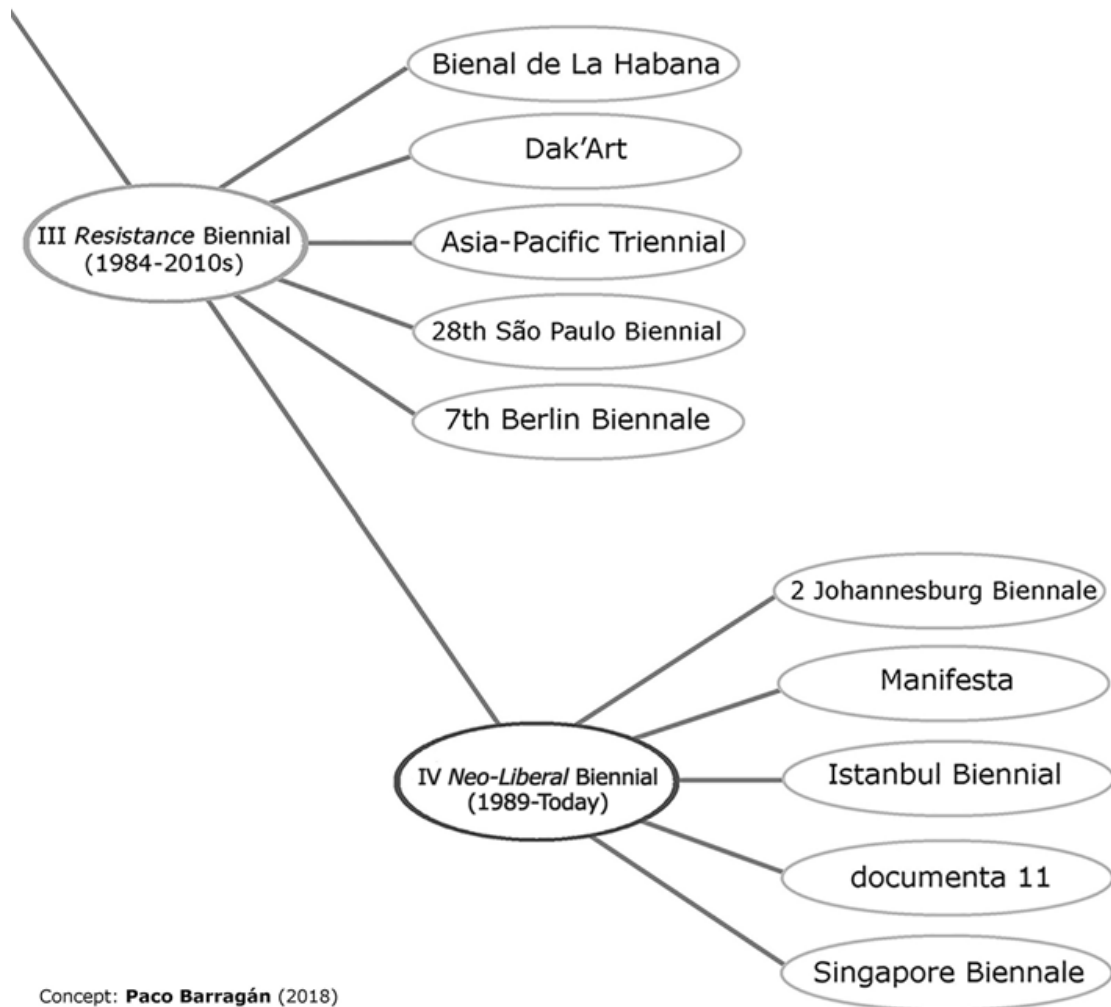 Bienal de La Habana
Dak’Art
III Resistance Biennial
(1984-2010s)
Asia-Pacific Triennial
28th São Paulo Biennial
7th Berlin Biennale
2 Johannesburg Biennale
Manifesta
IV Neo-Liberal Biennial
(1989-Today)
Istanbul Biennial
documenta 11
Singapore Biennale
Concept: Paco Barragán (2018)